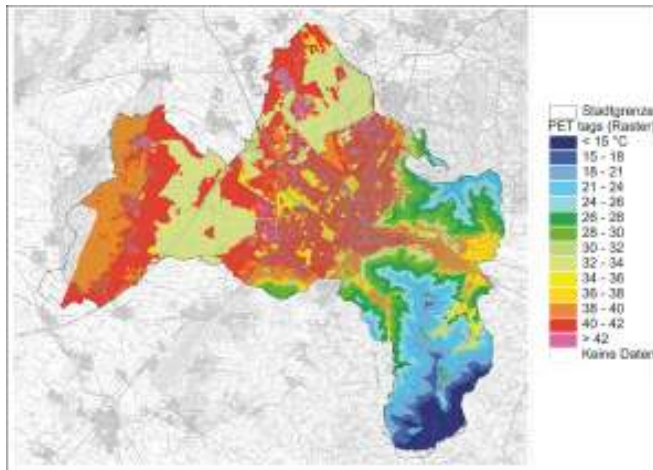 Stadtgrenze
PET tags (Raster)
< 15 °C
15 - 18
18 - 21
21 - 24
24 - 26
26 - 28
28 - 30
30 - 32
32 - 34
34 - 36
36 - 38
38 - 40
40 - 42
> 42
Keine Daten